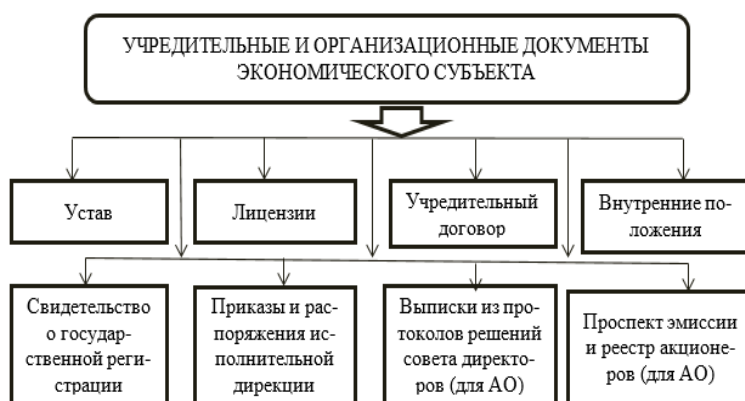 УЧРЕДИТЕЛЬНЫЕ И ОРГАНИЗАЦИОННЫЕ ДОКУМЕНТЫ
ЭКОНОМИЧЕСКОГО СУБЪЕКТА
Устав
Лицензии
Учредительный
договор
Внутренние по-
ложения
Свидетельство
о государ-
ственной реги-
страции
Приказы и рас-
поряжения ис-
полнительной
дирекции
Выписки из про-
токолов решений
совета директо-
ров (для АО)
Проспект эмиссии
и реестр акционе-
ров (для АО)